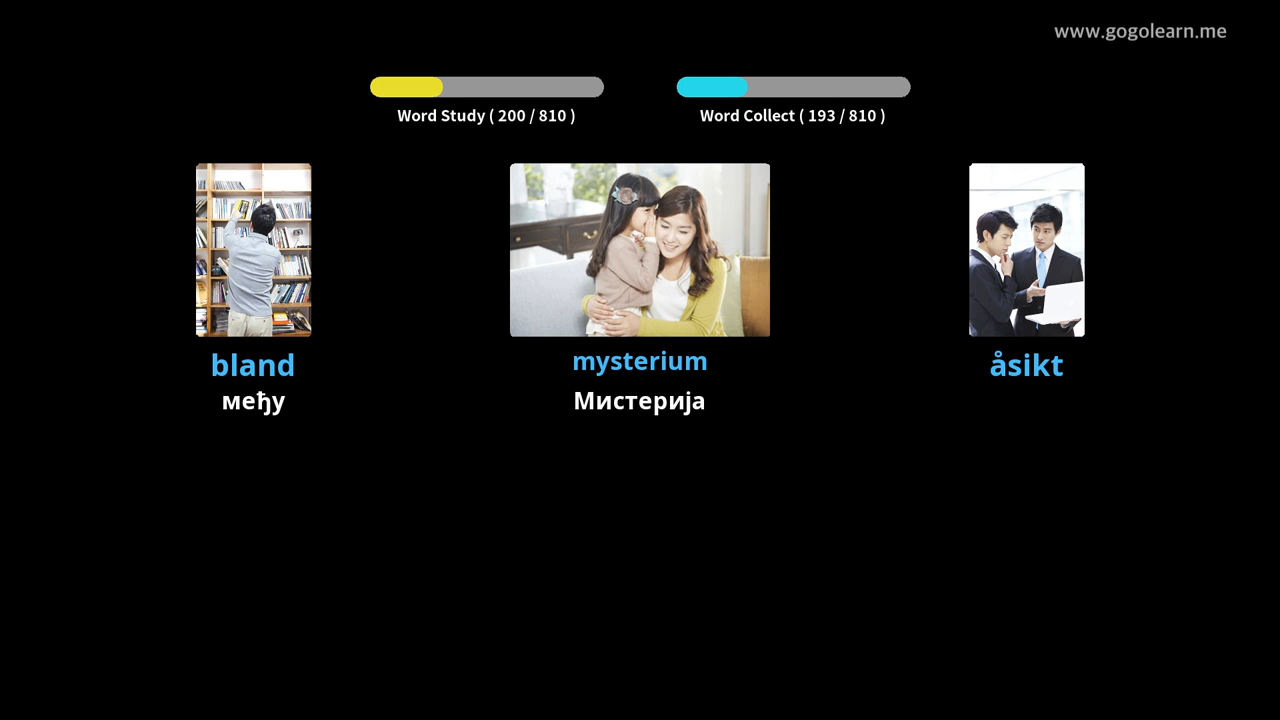 www.gogolearn.me
Word Study ( 200 / 810 )
Word Collect ( 193 / 810 )
bland
међу
mysterium
Мистерија
åsikt